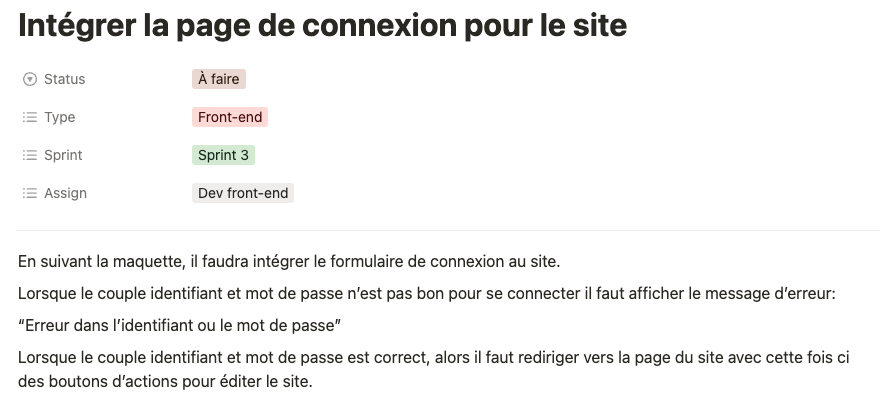 Intégrer la page de connexion pour le site
Status À faire
Type Front-end
Sprint Sprint 3
Assign Dev front-end
En suivant la maquette, il faudra intégrer le formulaire de connexion au site.
Lorsque le couple identifiant et mot de passe n’est pas bon pour se connecter il faut afficher le message d’erreur:
“Erreur dans l’identifiant ou le mot de passe”
Lorsque le couple identifiant et mot de passe est correct, alors il faut rediriger vers la page du site avec cette fois ci
des boutons d’actions pour éditer le site.